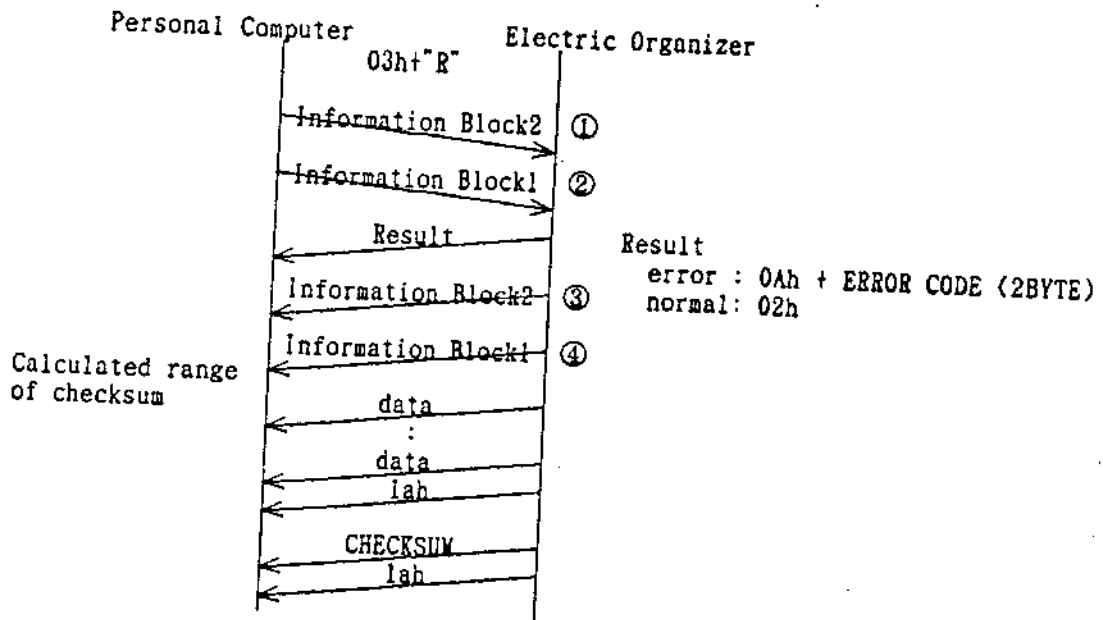 Personal Computer
Electric Organizer
03h+"R"
Information Block2 ①
Information Block1 ②
Result
Result
error : 0Ah + ERROR CODE (2BYTE)
normal: 02h
Information Block2 ③
Information Block1 ④
Calculated range
of checksum
data
:
data
1ah
CHECKSUM
1ah